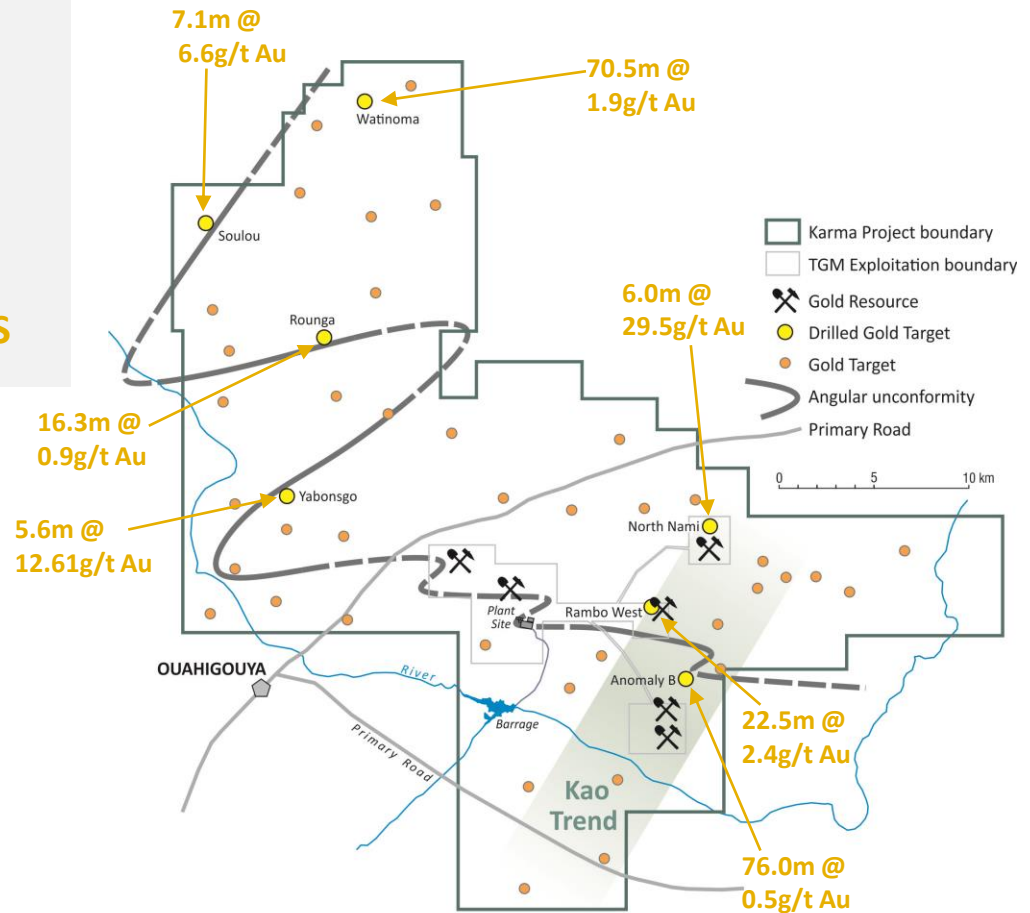 7.1m @
6.6g/t Au
70.5m @
1.9g/t Au
Watinoma
Soulou
Karma Project boundary
TGM Exploitation boundary
Gold Resource
Drilled Gold Target
Gold Target
Angular unconformity
Primary Road
0 5 10 km
6.0m @
29.5g/t Au
Rounga
S
16.3m @
0.9g/t Au
Yabonsgo
5.6m @
12.61g/t Au
North Nami
Plant
Site
Rambo West
OUAHIGOUYA
River
Anomaly B
Barrage
22.5m @
2.4g/t Au
Primary Road
Kao
Trend
76.0m @
0.5g/t Au